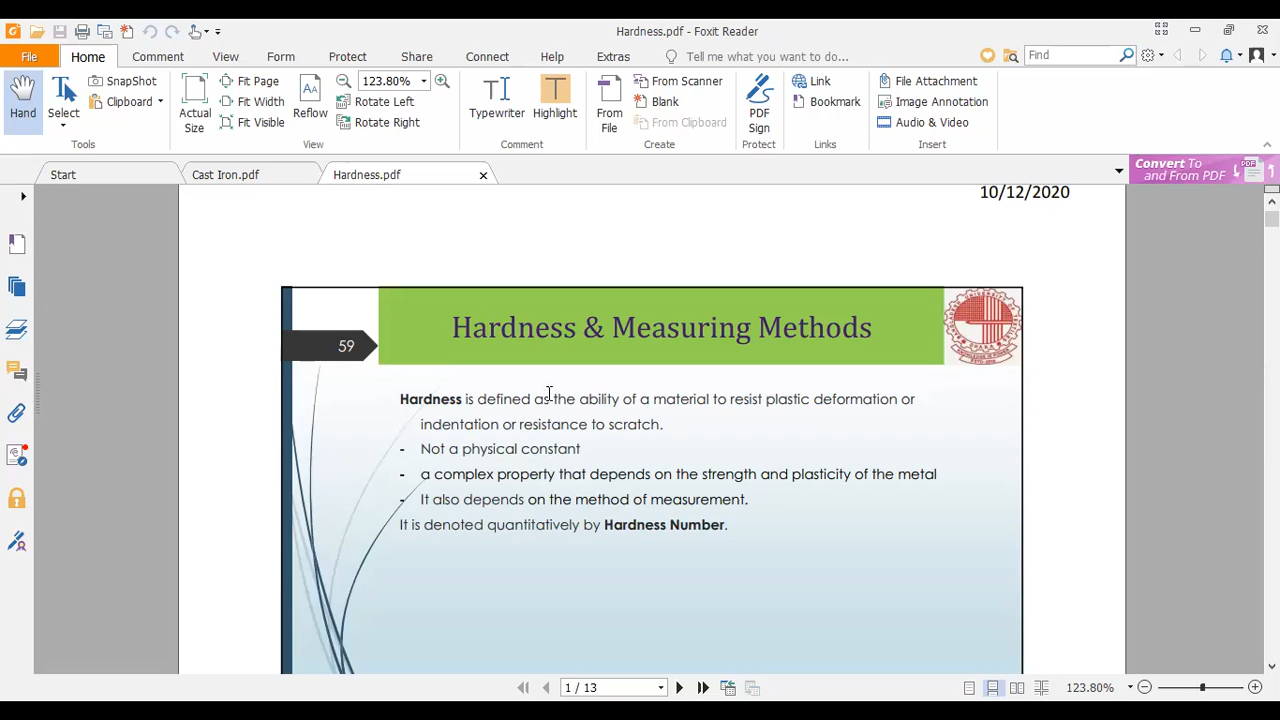 Hardness.pdf - Foxit Reader
File Home Comment View Form Protect Share Connect Help Extras Tell me what you want to do... Find
Hand
Select
SnapShot
Clipboard
Tools
Actual Size
Fit Page
Fit Width
Fit Visible
Reflow
123.80%
Rotate Left
Rotate Right
View
Typewriter
Highlight
Comment
From File
From Scanner
Blank
From Clipboard
Create
PDF Sign
Protect
Link
Bookmark
Links
File Attachment
Image Annotation
Audio & Video
Insert
Start Cast Iron.pdf Hardness.pdf
Convert To
and From PDF
PDF
10/12/2020
Hardness & Measuring Methods
59
Hardness is defined as the ability of a material to resist plastic deformation or
indentation or resistance to scratch.
- Not a physical constant
- a complex property that depends on the strength and plasticity of the metal
- It also depends on the method of measurement.
It is denoted quantitatively by Hardness Number.
1 / 13
123.80%